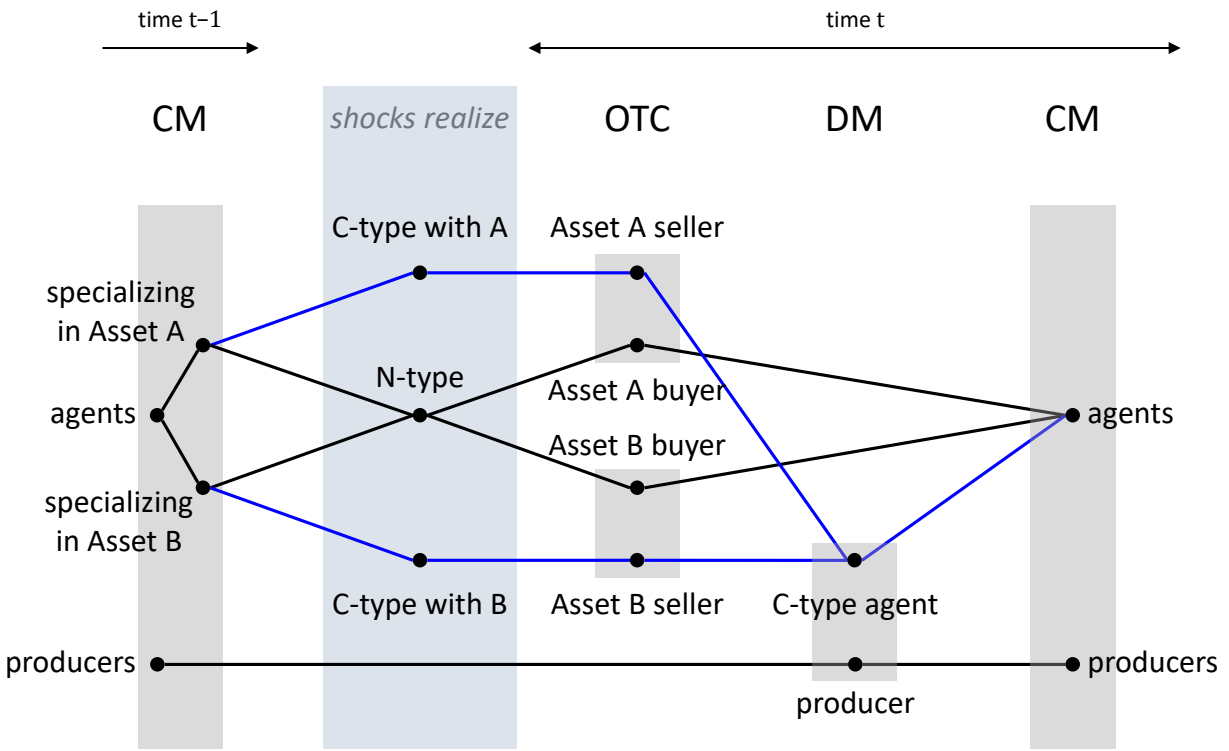 time t−1
time t
CM
shocks realize
OTC
DM
CM
C-type with A
Asset A seller
specializing
in Asset A
N-type
Asset A buyer
agents
agents
Asset B buyer
specializing
in Asset B
C-type with B
Asset B seller
C-type agent
producers
producers
producer